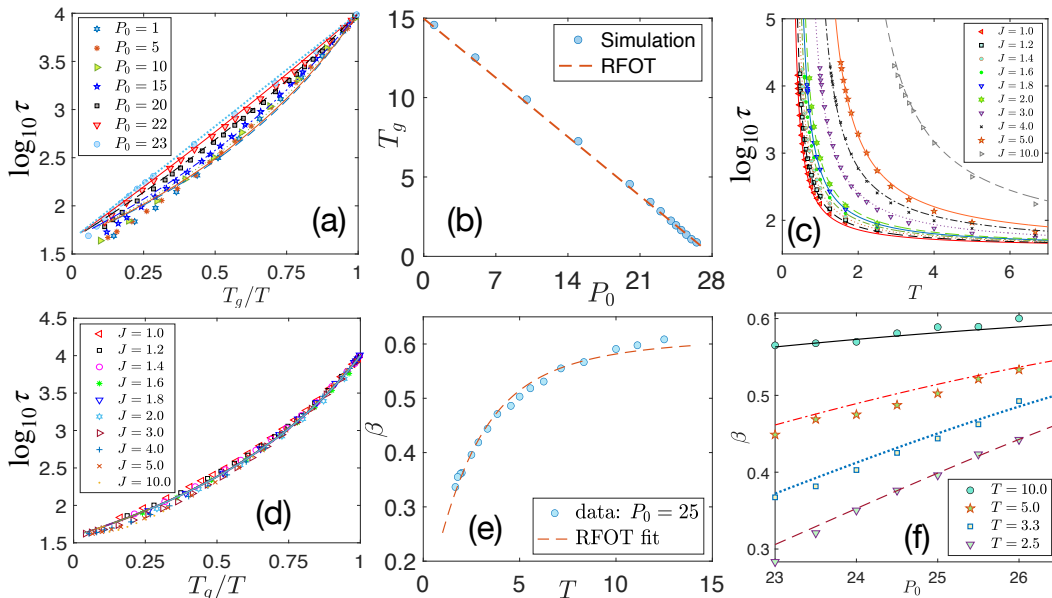 4
3.5
3
2.5
2
1.5
log₁₀ τ
P₀ = 1
P₀ = 5
P₀ = 10
P₀ = 15
P₀ = 20
P₀ = 22
P₀ = 23
(a)
0 0.25 0.5 0.75 1
T_g/T
15
10
5
0
T_g
Simulation
RFOT
(b)
0 7 14 21 28
P₀
5
4
3
2
log₁₀ τ
J = 1.0
J = 1.2
J = 1.4
J = 1.6
J = 1.8
J = 2.0
J = 3.0
J = 4.0
J = 5.0
J = 10.0
(c)
0 2 4 6
T
4.5
4
3.5
3
2.5
2
1.5
log₁₀ τ
J = 1.0
J = 1.2
J = 1.4
J = 1.6
J = 1.8
J = 2.0
J = 3.0
J = 4.0
J = 5.0
J = 10.0
(d)
0 0.25 0.5 0.75 1
T_g/T
0.6
0.5
0.4
0.3
0.2
β
data: P₀ = 25
RFOT fit
(e)
0 5 10 15
T
0.6
0.5
0.4
0.3
β
T = 10.0
T = 5.0
T = 3.3
T = 2.5
(f)
23 24 25 26
P₀